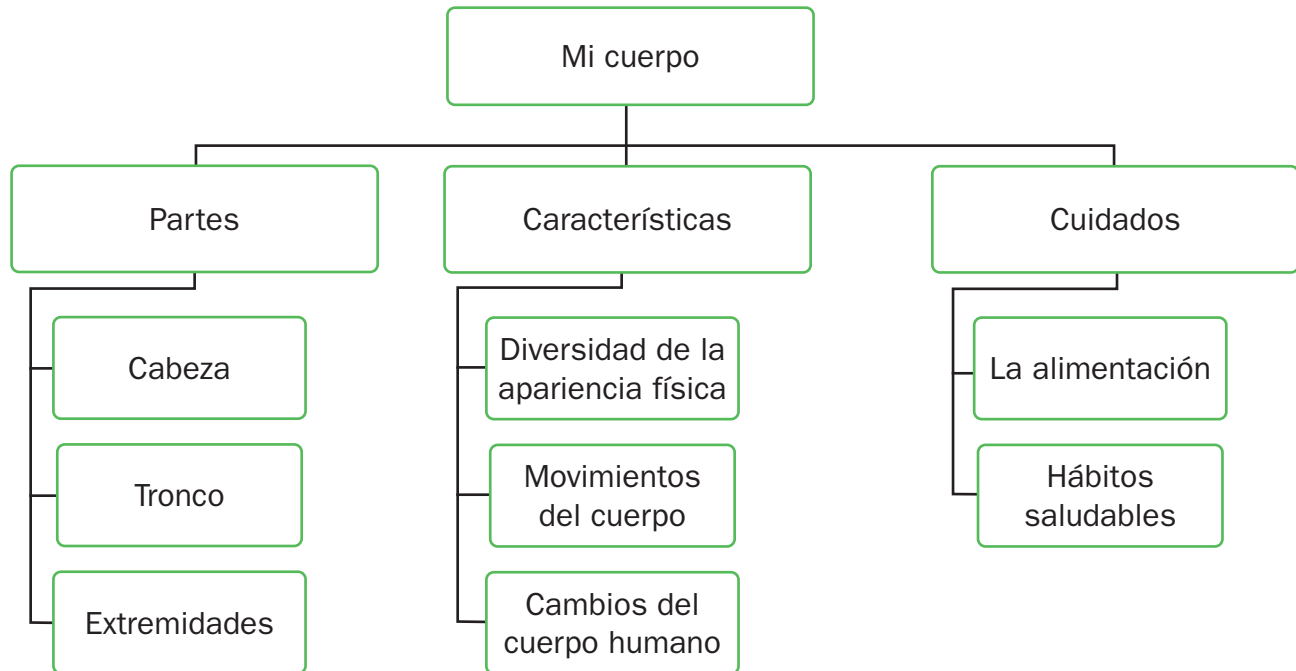 Mi cuerpo
Partes
Características
Cuidados
Cabeza
Tronco
Extremidades
Diversidad de la
apariencia física
Movimientos
del cuerpo
Cambios del
cuerpo humano
La alimentación
Hábitos
saludables